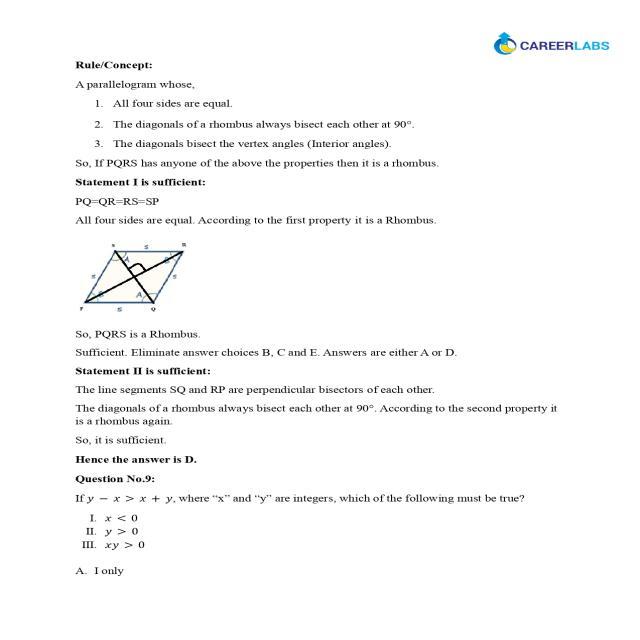 CAREERLABS
Rule/Concept:
A parallelogram whose,
1. All four sides are equal.
2. The diagonals of a rhombus always bisect each other at 90°.
3. The diagonals bisect the vertex angles (Interior angles).
So, If PQRS has anyone of the above the properties then it is a rhombus.
Statement I is sufficient:
PQ=QR=RS=SP
All four sides are equal. According to the first property it is a Rhombus.
S R
S
A B
S S
B A
P S Q
So, PQRS is a Rhombus.
Sufficient. Eliminate answer choices B, C and E. Answers are either A or D.
Statement II is sufficient:
The line segments SQ and RP are perpendicular bisectors of each other.
The diagonals of a rhombus always bisect each other at 90°. According to the second property it
is a rhombus again.
So, it is sufficient.
Hence the answer is D.
Question No.9:
If y − x > x + y, where “x” and “y” are integers, which of the following must be true?
I. x < 0
II. y > 0
III. xy > 0
A. I only